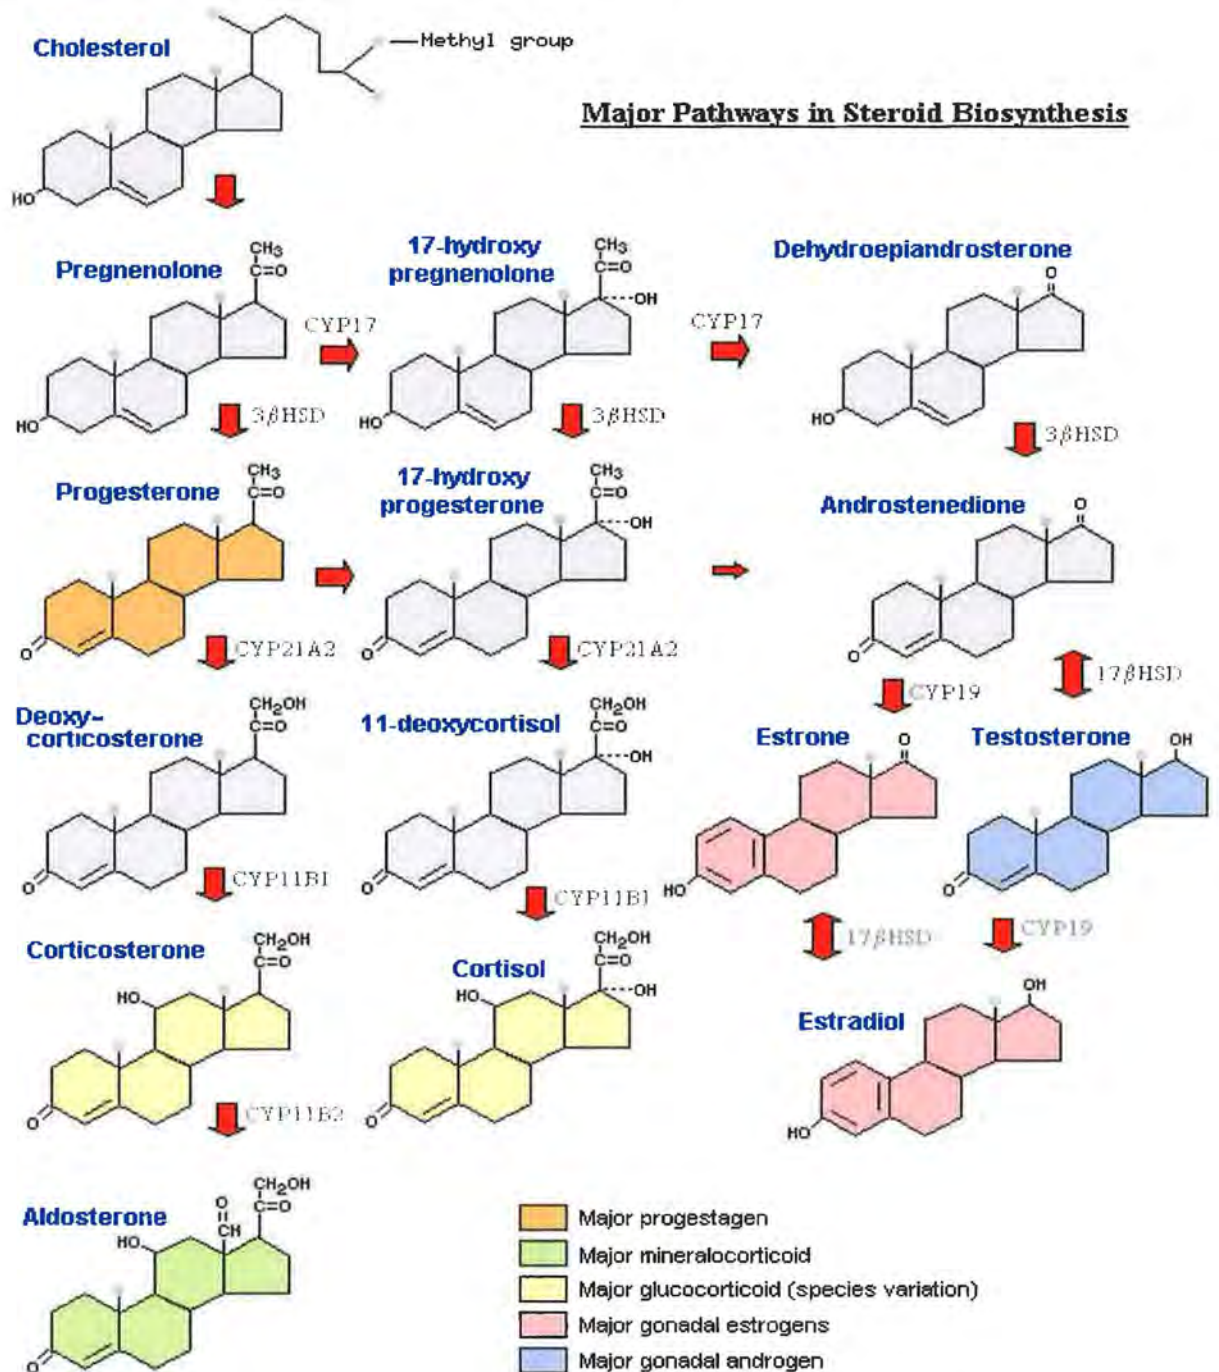 Cholesterol
Methyl group
Major Pathways in Steroid Biosynthesis
HO
Pregnenolone
CH₃
C=O
HO
CYP17
17-hydroxy
pregnenolone
CH₃
C=O
OH
HO
CYP17
Dehydroepiandrosterone
O
HO
3βHSD
3βHSD
3βHSD
Progesterone
CH₃
C=O
O
17-hydroxy
progesterone
CH₃
C=O
OH
O
Androstenedione
O
O
CYP21A2
CYP21A2
CYP19
17βHSD
Deoxy-
corticosterone
CH₂OH
C=O
O
11-deoxycortisol
CH₂OH
C=O
OH
O
Estrone
O
HO
Testosterone
OH
O
CYP11B1
CYP11B1
17βHSD
CYP19
Corticosterone
CH₂OH
C=O
HO
O
Cortisol
CH₂OH
C=O
HO
OH
O
Estradiol
OH
HO
CYP11B2
Aldosterone
CH₂OH
O
C=O
CH
HO
O
Major progestagen
Major mineralocorticoid
Major glucocorticoid (species variation)
Major gonadal estrogens
Major gonadal androgen